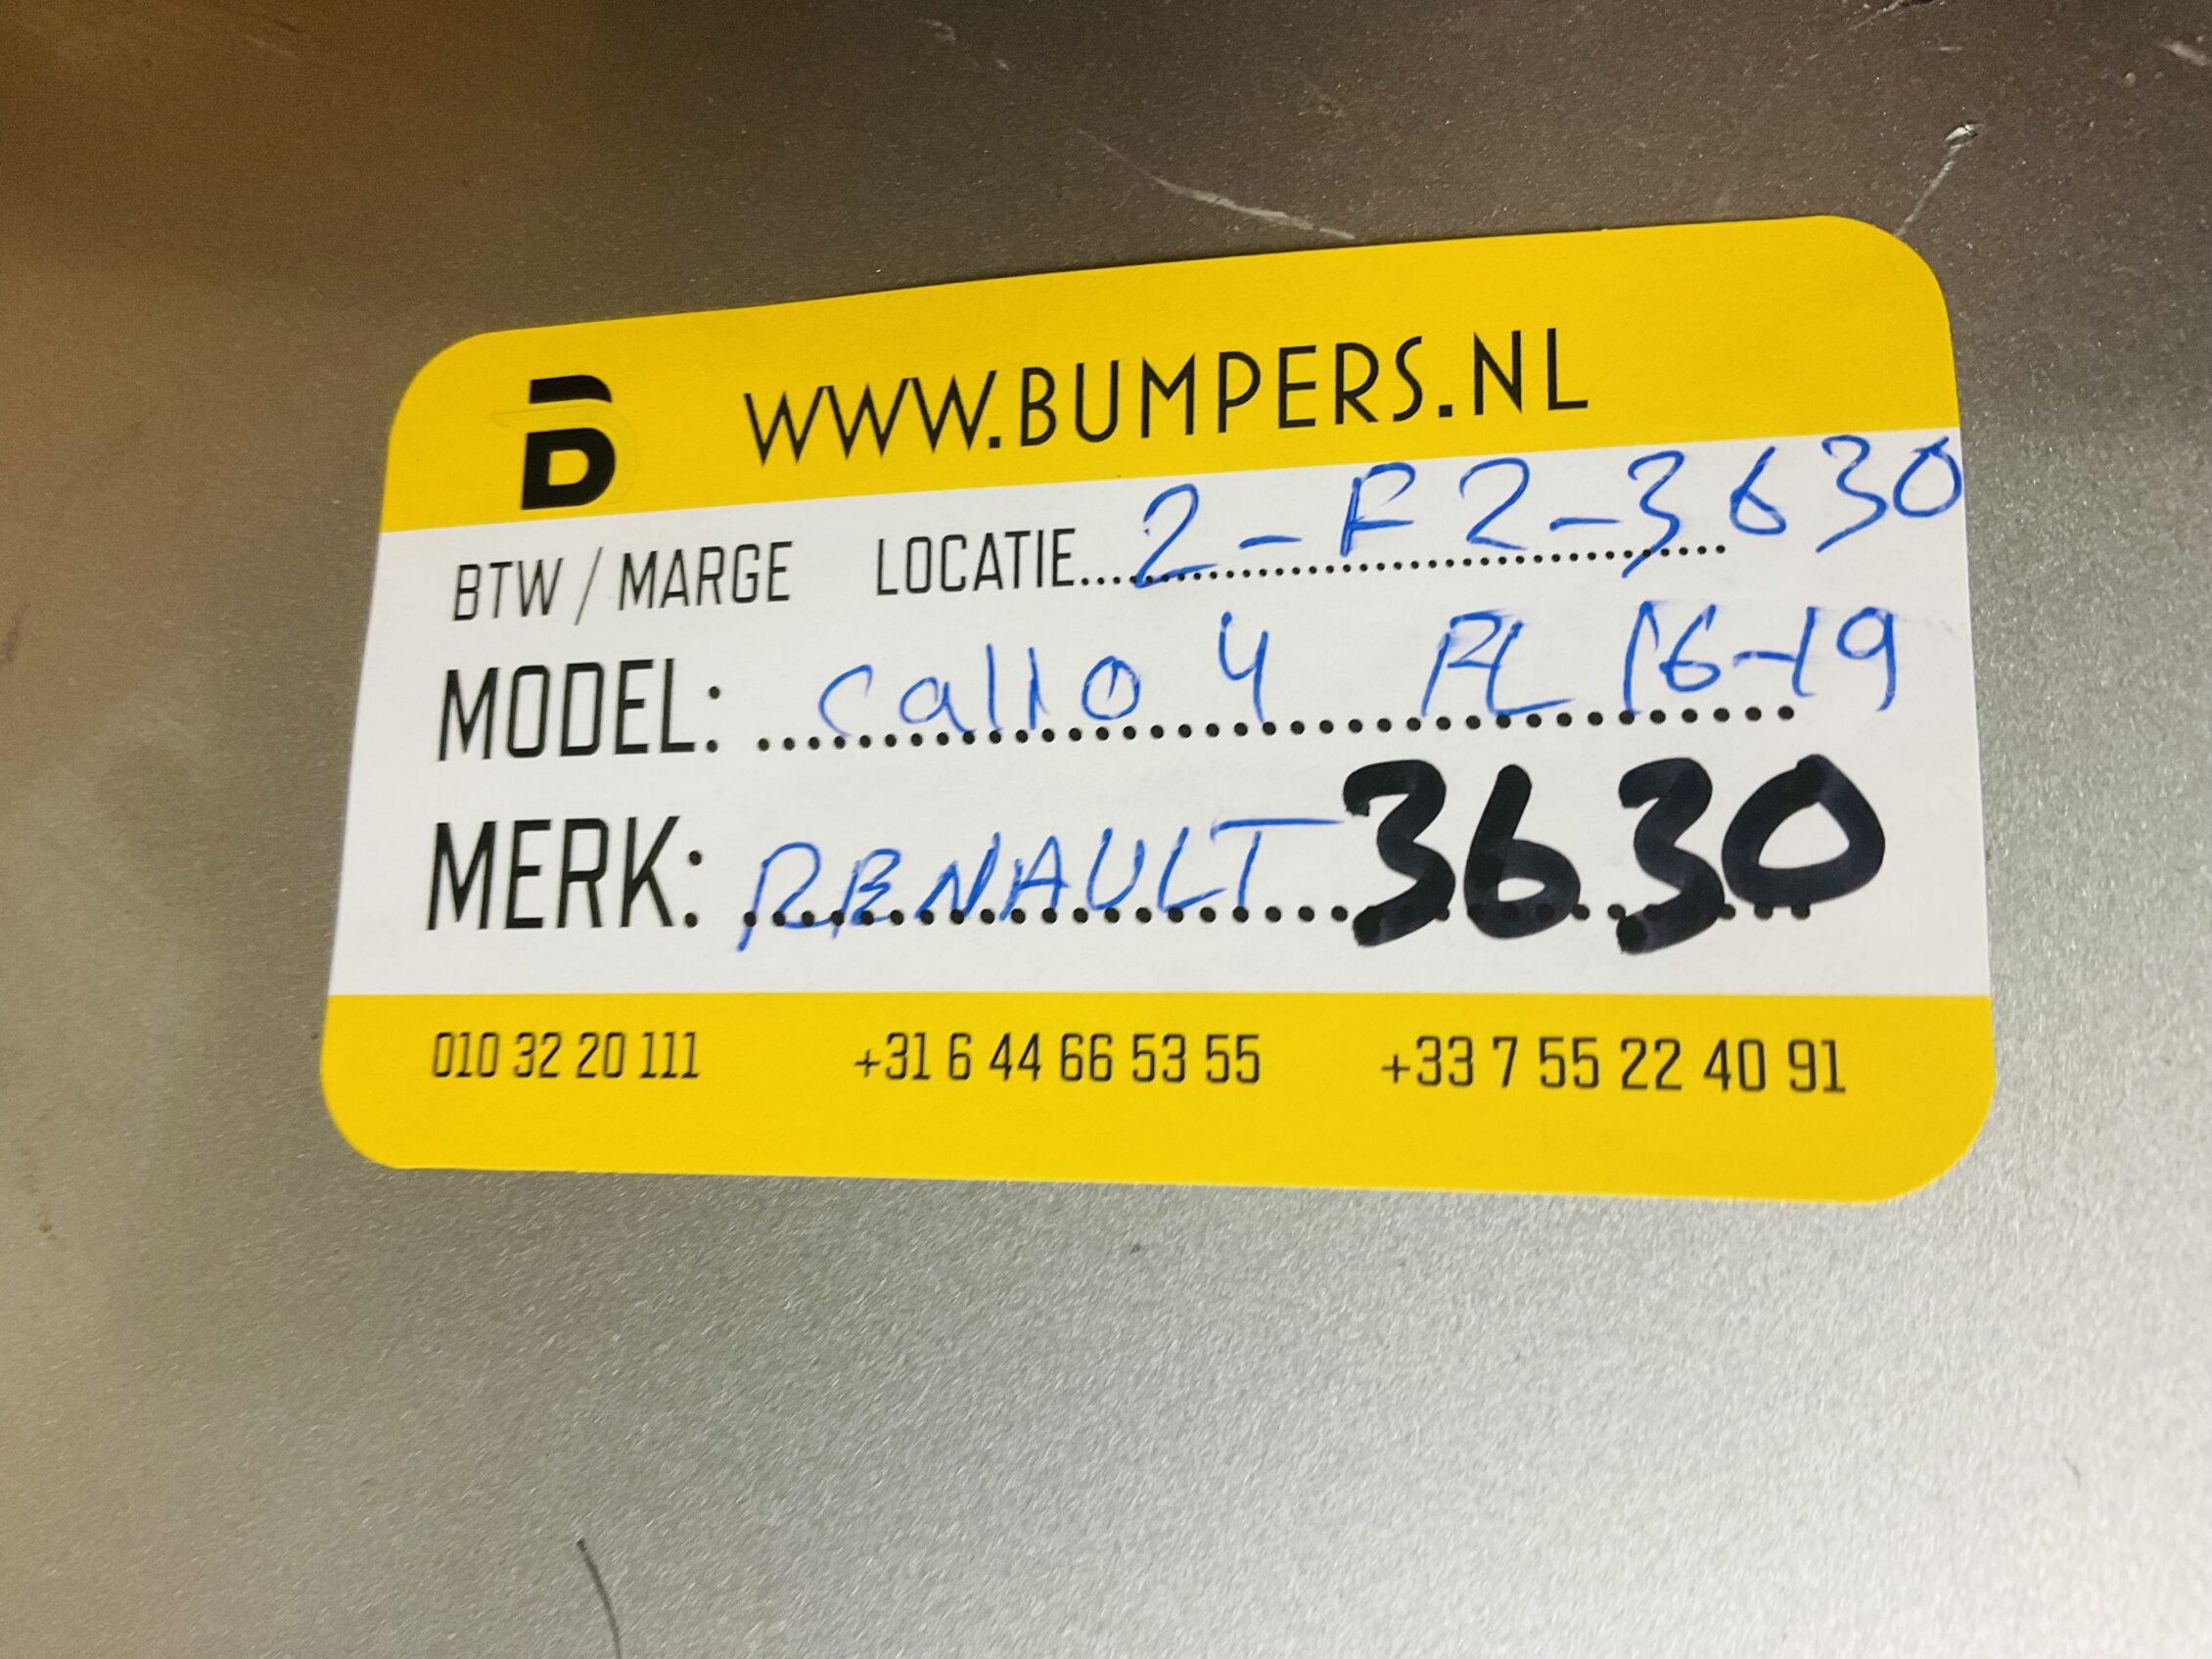 B WWW.BUMPERS.NL
BTW / MARGE LOCATIE....2-F2-3630
MODEL: callo 4 FL 16-19
MERK: RENAULT 3630
010 32 20 111 +31 6 44 66 53 55 +33 7 55 22 40 91